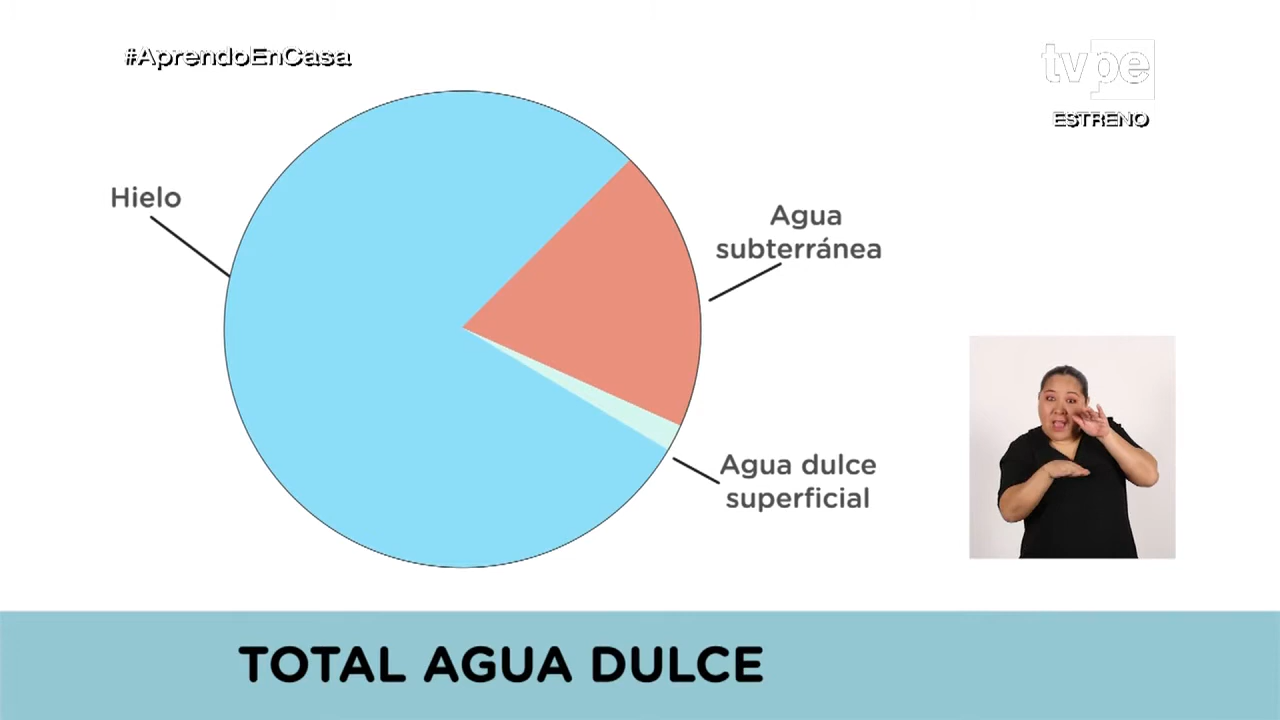 #AprendoEnCasa
tvpe
ESTRENO
Hielo
Agua
subterránea
Agua dulce
superficial
TOTAL AGUA DULCE